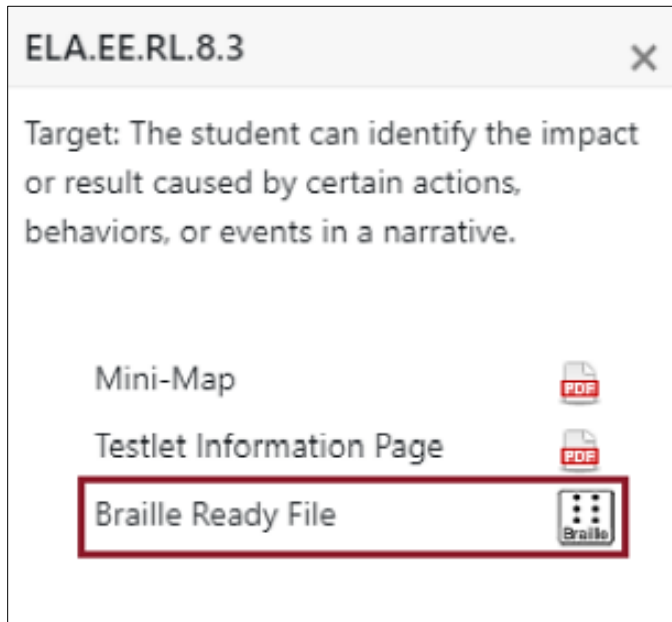 ELA.EE.RL.8.3
Target: The student can identify the impact
or result caused by certain actions,
behaviors, or events in a narrative.
Mini-Map PDF
Testlet Information Page PDF
Braille Ready File Braille